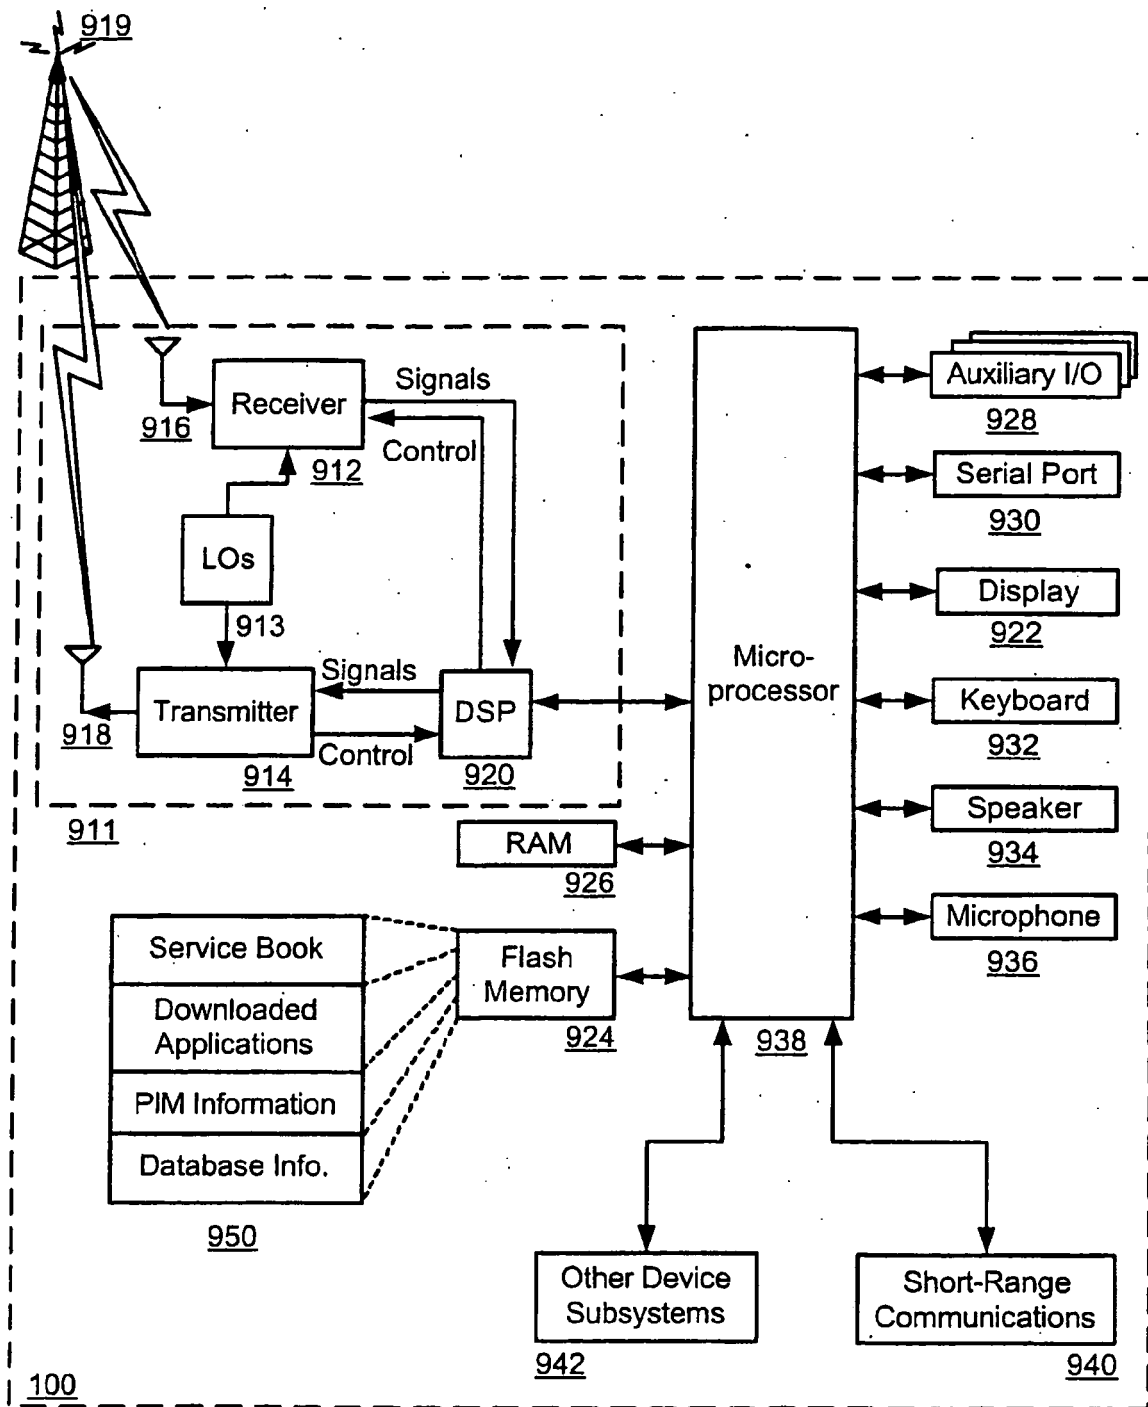 919
Receiver
Signals
916
912
Control
LOs
913
Transmitter
Signals
DSP
918
914
Control
920
911
Micro-
processor
938
Auxiliary I/O
928
Serial Port
930
Display
922
Keyboard
932
Speaker
934
Microphone
936
RAM
926
Flash
Memory
924
Service Book
Downloaded
Applications
PIM Information
Database Info.
950
Other Device
Subsystems
942
Short-Range
Communications
940
100